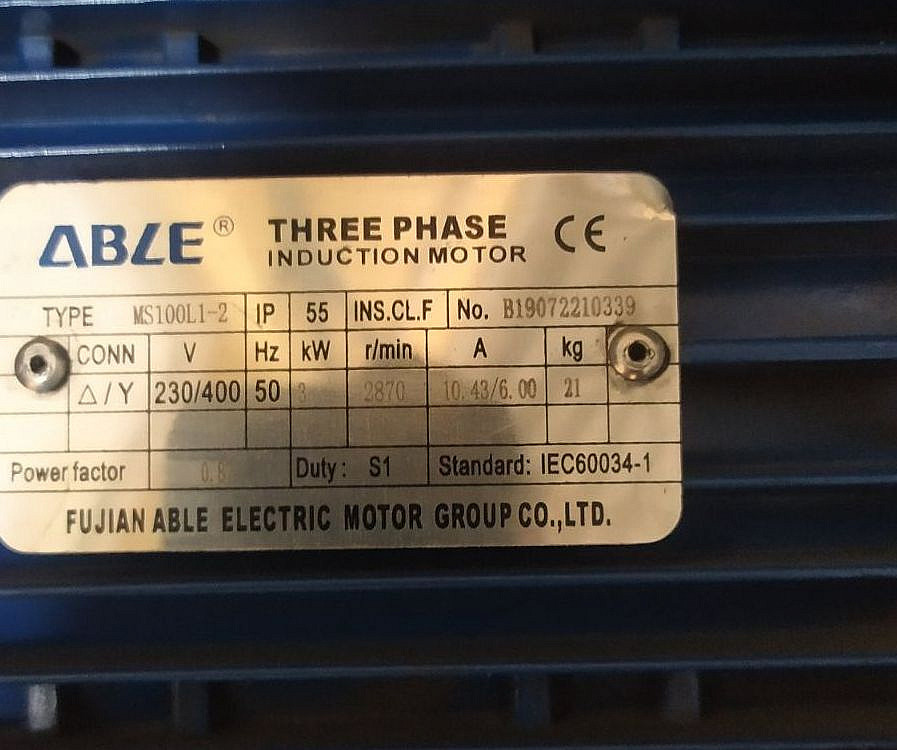 ABLE® THREE PHASE INDUCTION MOTOR CE
TYPE MS100L1-2 IP 55 INS.CL.F No. B19072210339
CONN V Hz kW r/min A kg
△/Y 230/400 50 3 2870 10.43/6.00 21
Power factor Duty: S1 Standard: IEC60034-1
FUJIAN ABLE ELECTRIC MOTOR GROUP CO.,LTD.